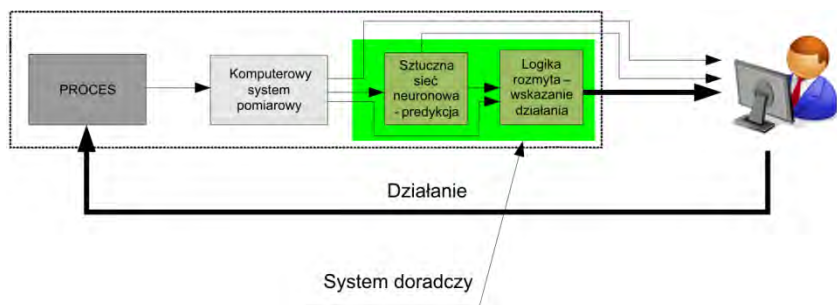 PROCES
Komputerowy
system
pomiarowy
Sztuczna
sieć
neuronowa
- predykcja
Logika
rozmyta –
wskazanie
działania
Działanie
System doradczy